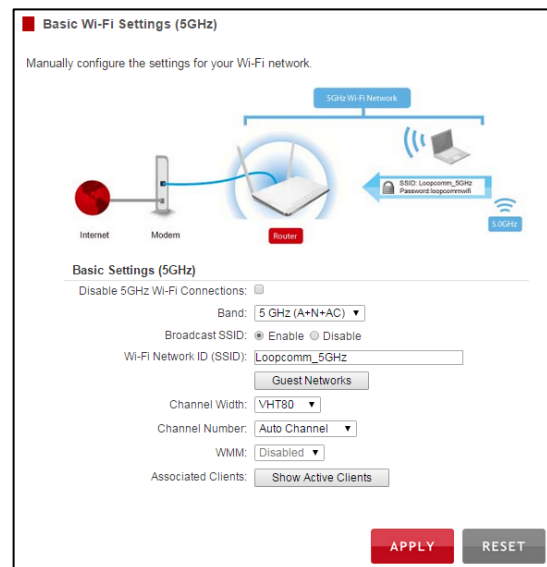 Basic Wi-Fi Settings (5GHz)
Manually configure the settings for your Wi-Fi network.
5GHz Wi-Fi Network
SSID: Loopcomm_5GHz
Password:loopcommwifi
5.0GHz
Internet
Modem
Router
Basic Settings (5GHz)
Disable 5GHz Wi-Fi Connections:
Band: 5 GHz (A+N+AC)
Broadcast SSID: Enable Disable
Wi-Fi Network ID (SSID): Loopcomm_5GHz
Guest Networks
Channel Width: VHT80
Channel Number: Auto Channel
WMM: Disabled
Associated Clients: Show Active Clients
APPLY RESET